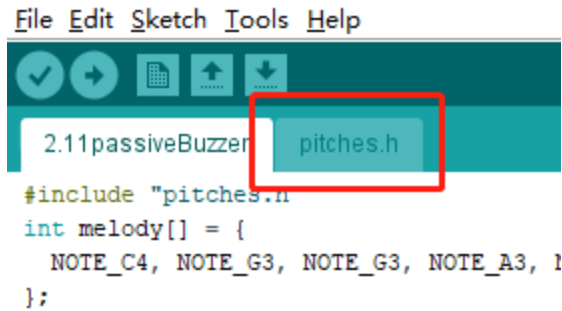 File Edit Sketch Tools Help
2.11passiveBuzzer pitches.h
#include "pitches.h
int melody[] = {
NOTE_C4, NOTE_G3, NOTE_G3, NOTE_A3,
};